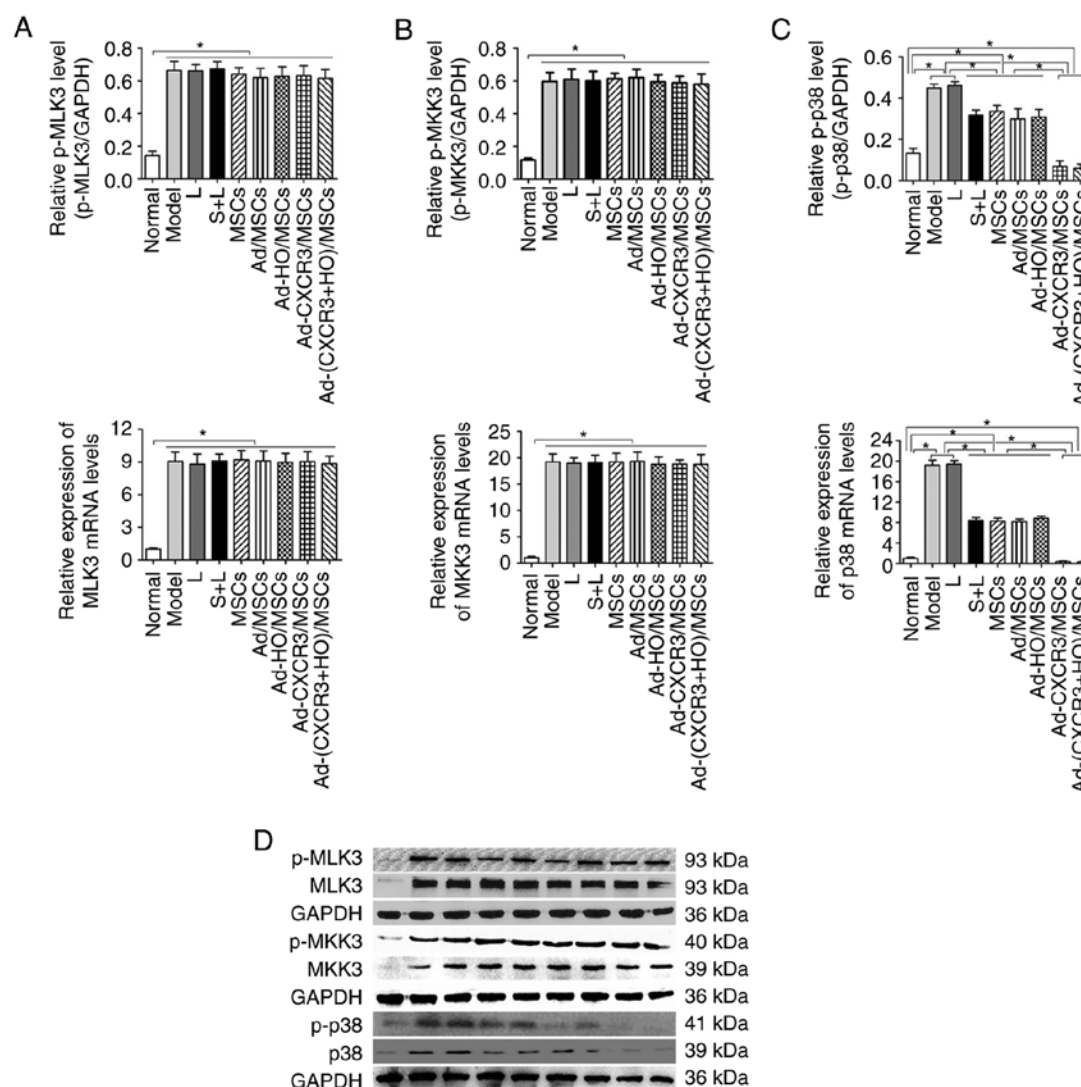 A
Relative p-MLK3 level
(p-MLK3/GAPDH)
*
0.8
0.6
0.4
0.2
0.0
Normal
Model
L
S+L
MSCs
Ad/MSCs
Ad-HO/MSCs
Ad-CXCR3/MSCs
Ad-(CXCR3+HO)/MSCs
B
Relative p-MKK3 level
(p-MKK3/GAPDH)
*
0.8
0.6
0.4
0.2
0.0
Normal
Model
L
S+L
MSCs
Ad/MSCs
Ad-HO/MSCs
Ad-CXCR3/MSCs
Ad-(CXCR3+HO)/MSCs
C
Relative p-p38 level
(p-p38/GAPDH)
*
* *
* * *
0.6
0.4
0.2
0.0
Normal
Model
L
S+L
MSCs
Ad/MSCs
Ad-HO/MSCs
Ad-CXCR3/MSCs
Ad-(CXCR3+HO)/MSCs
Relative expression of
MLK3 mRNA levels
*
12
9
6
3
0
Normal
Model
L
S+L
MSCs
Ad/MSCs
Ad-HO/MSCs
Ad-CXCR3/MSCs
Ad-(CXCR3+HO)/MSCs
Relative expression
of MKK3 mRNA levels
*
25
20
15
10
5
0
Normal
Model
L
S+L
MSCs
Ad/MSCs
Ad-HO/MSCs
Ad-CXCR3/MSCs
Ad-(CXCR3+HO)/MSCs
Relative expression
of p38 mRNA levels
*
* *
* * *
24
20
16
12
8
4
0
Normal
Model
L
S+L
MSCs
Ad/MSCs
Ad-HO/MSCs
Ad-CXCR3/MSCs
Ad-(CXCR3+HO)/MSCs
D
p-MLK3 93 kDa
MLK3 93 kDa
GAPDH 36 kDa
p-MKK3 40 kDa
MKK3 39 kDa
GAPDH 36 kDa
p-p38 41 kDa
p38 39 kDa
GAPDH 36 kDa